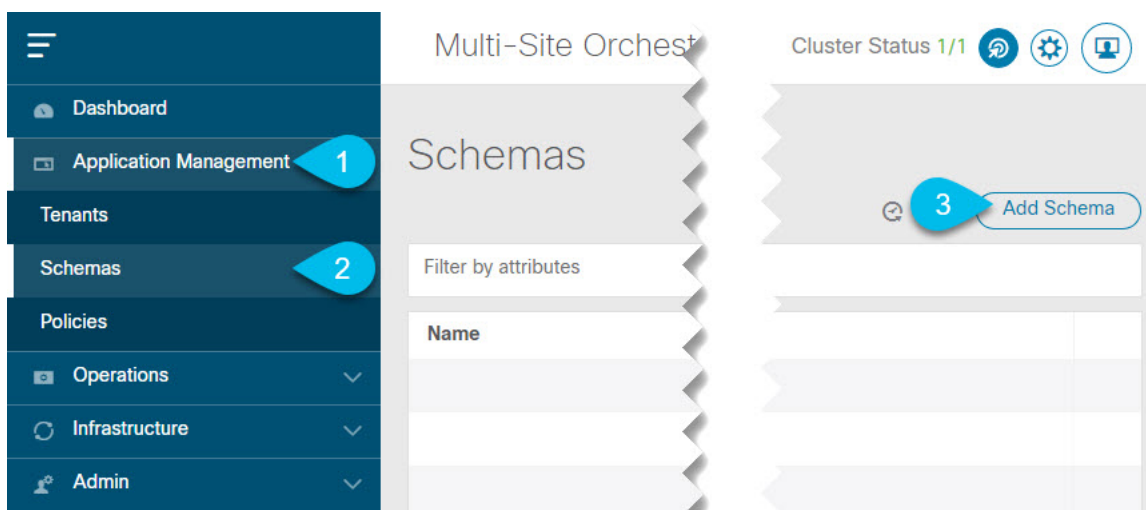 Multi-Site Orchest
Cluster Status 1/1
Dashboard
Application Management
1
Tenants
Schemas
2
Policies
Operations
Infrastructure
Admin
Schemas
3
Add Schema
Filter by attributes
Name